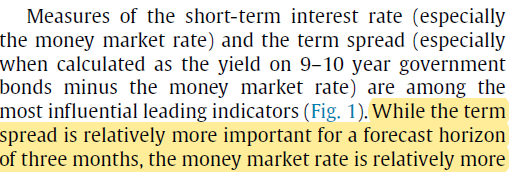 Measures of the short-term interest rate (especially
the money market rate) and the term spread (especially
when calculated as the yield on 9–10 year government
bonds minus the money market rate) are among the
most influential leading indicators (Fig. 1). While the term
spread is relatively more important for a forecast horizon
of three months, the money market rate is relatively more